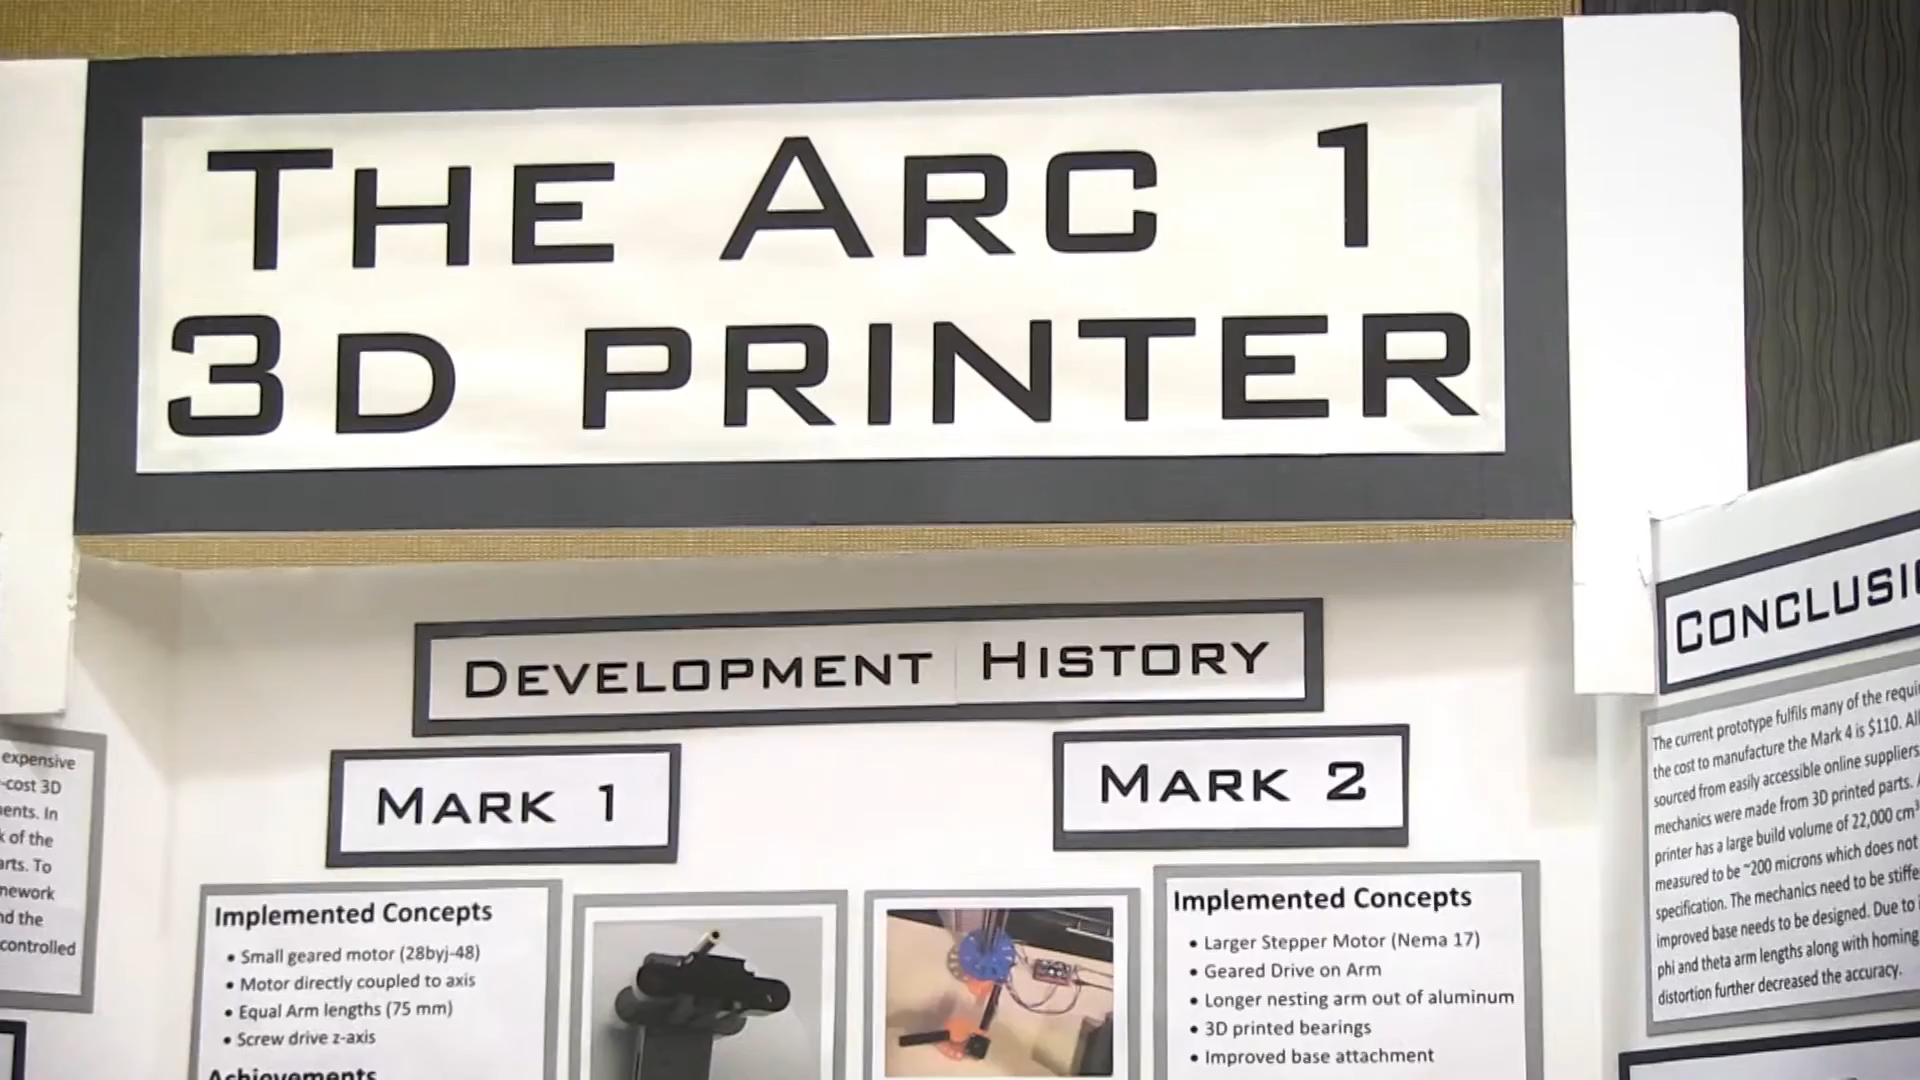 THE ARC 1
3D PRINTER
DEVELOPMENT HISTORY
MARK 1
MARK 2
expensive
-cost 3D
ents. In
k of the
arts. To
mework
nd the
controlled
Implemented Concepts
• Small geared motor (28byj-48)
• Motor directly coupled to axis
• Equal Arm lengths (75 mm)
• Screw drive z-axis
Achievements
Implemented Concepts
• Larger Stepper Motor (Nema 17)
• Geared Drive on Arm
• Longer nesting arm out of aluminum
• 3D printed bearings
• Improved base attachment
CONCLUSI
The current prototype fulfils many of the requi
the cost to manufacture the Mark 4 is $110. All
sourced from easily accessible online suppliers
mechanics were made from 3D printed parts. A
printer has a large build volume of 22,000 cm³
measured to be ~200 microns which does not
specification. The mechanics need to be stiffe
improved base needs to be designed. Due to
phi and theta arm lengths along with homing
distortion further decreased the accuracy.